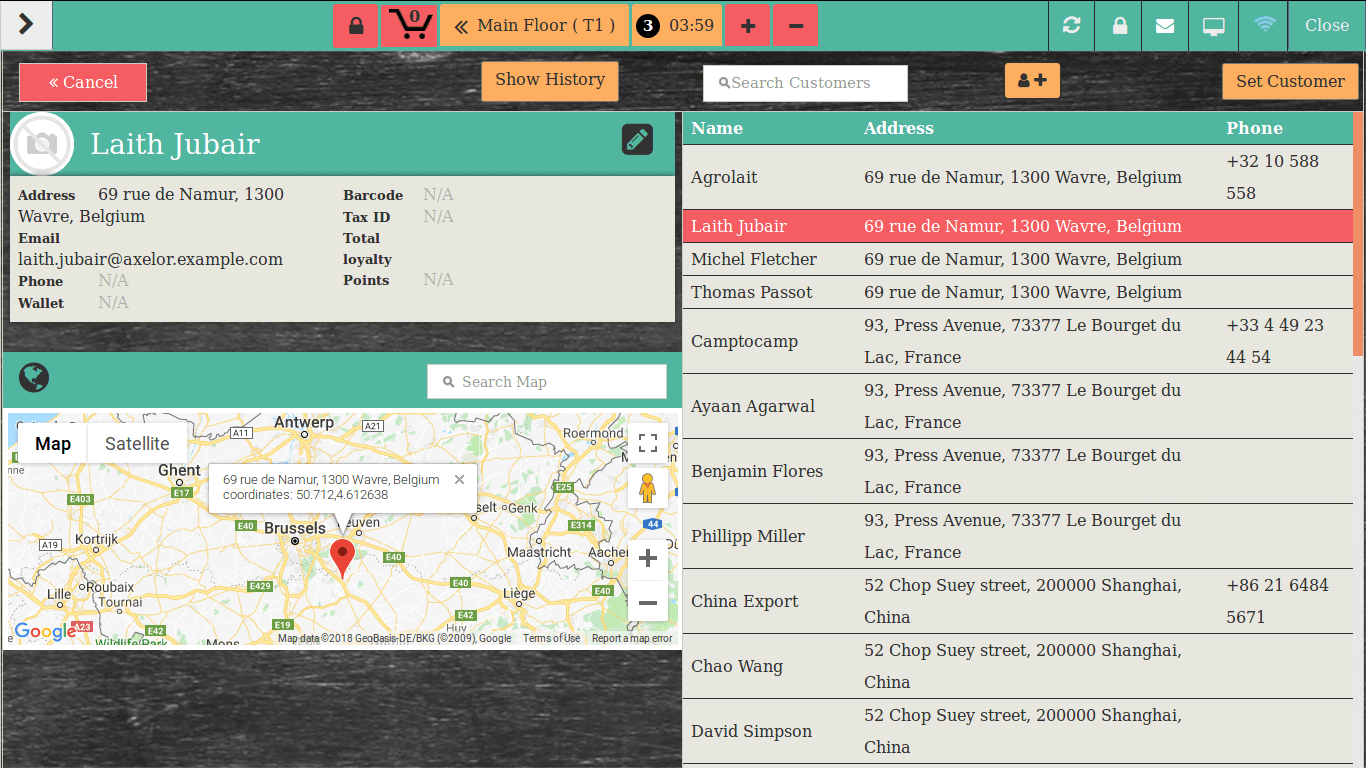 0
Main Floor ( T1 )
3 03:59
Close
« Cancel
Show History
Search Customers
Set Customer
Laith Jubair
Address 69 rue de Namur, 1300
Wavre, Belgium
Email
laith.jubair@axelor.example.com
Phone N/A
Wallet N/A
Barcode N/A
Tax ID N/A
Total
loyalty
Points N/A
Search Map
Map Satellite
Antwerp
A11
A21
Roermond
Ghent
E17
E403
69 rue de Namur, 1300 Wavre, Belgium
coordinates: 50.712,4.612638
E25
selt
Genk
44
E40
Brussels
euven
E314
Kortrijk
A19
Maastricht
Aachen
E40
E40
E429
Roubaix
Lille
Tournai
Liège
E40
E42
E19
Huy
A23
E42
Wildlife Park
Mons
Google
Map data ©2018 GeoBasis-DE/BKG (©2009), Google
Terms of Use
Report a map error
Name Address Phone
Agrolait 69 rue de Namur, 1300 Wavre, Belgium +32 10 588
558
Laith Jubair 69 rue de Namur, 1300 Wavre, Belgium
Michel Fletcher 69 rue de Namur, 1300 Wavre, Belgium
Thomas Passot 69 rue de Namur, 1300 Wavre, Belgium
Camptocamp 93, Press Avenue, 73377 Le Bourget du +33 4 49 23
Lac, France 44 54
Ayaan Agarwal 93, Press Avenue, 73377 Le Bourget du
Lac, France
Benjamin Flores 93, Press Avenue, 73377 Le Bourget du
Lac, France
Phillipp Miller 93, Press Avenue, 73377 Le Bourget du
Lac, France
China Export 52 Chop Suey street, 200000 Shanghai, +86 21 6484
China 5671
Chao Wang 52 Chop Suey street, 200000 Shanghai,
China
David Simpson 52 Chop Suey street, 200000 Shanghai,
China